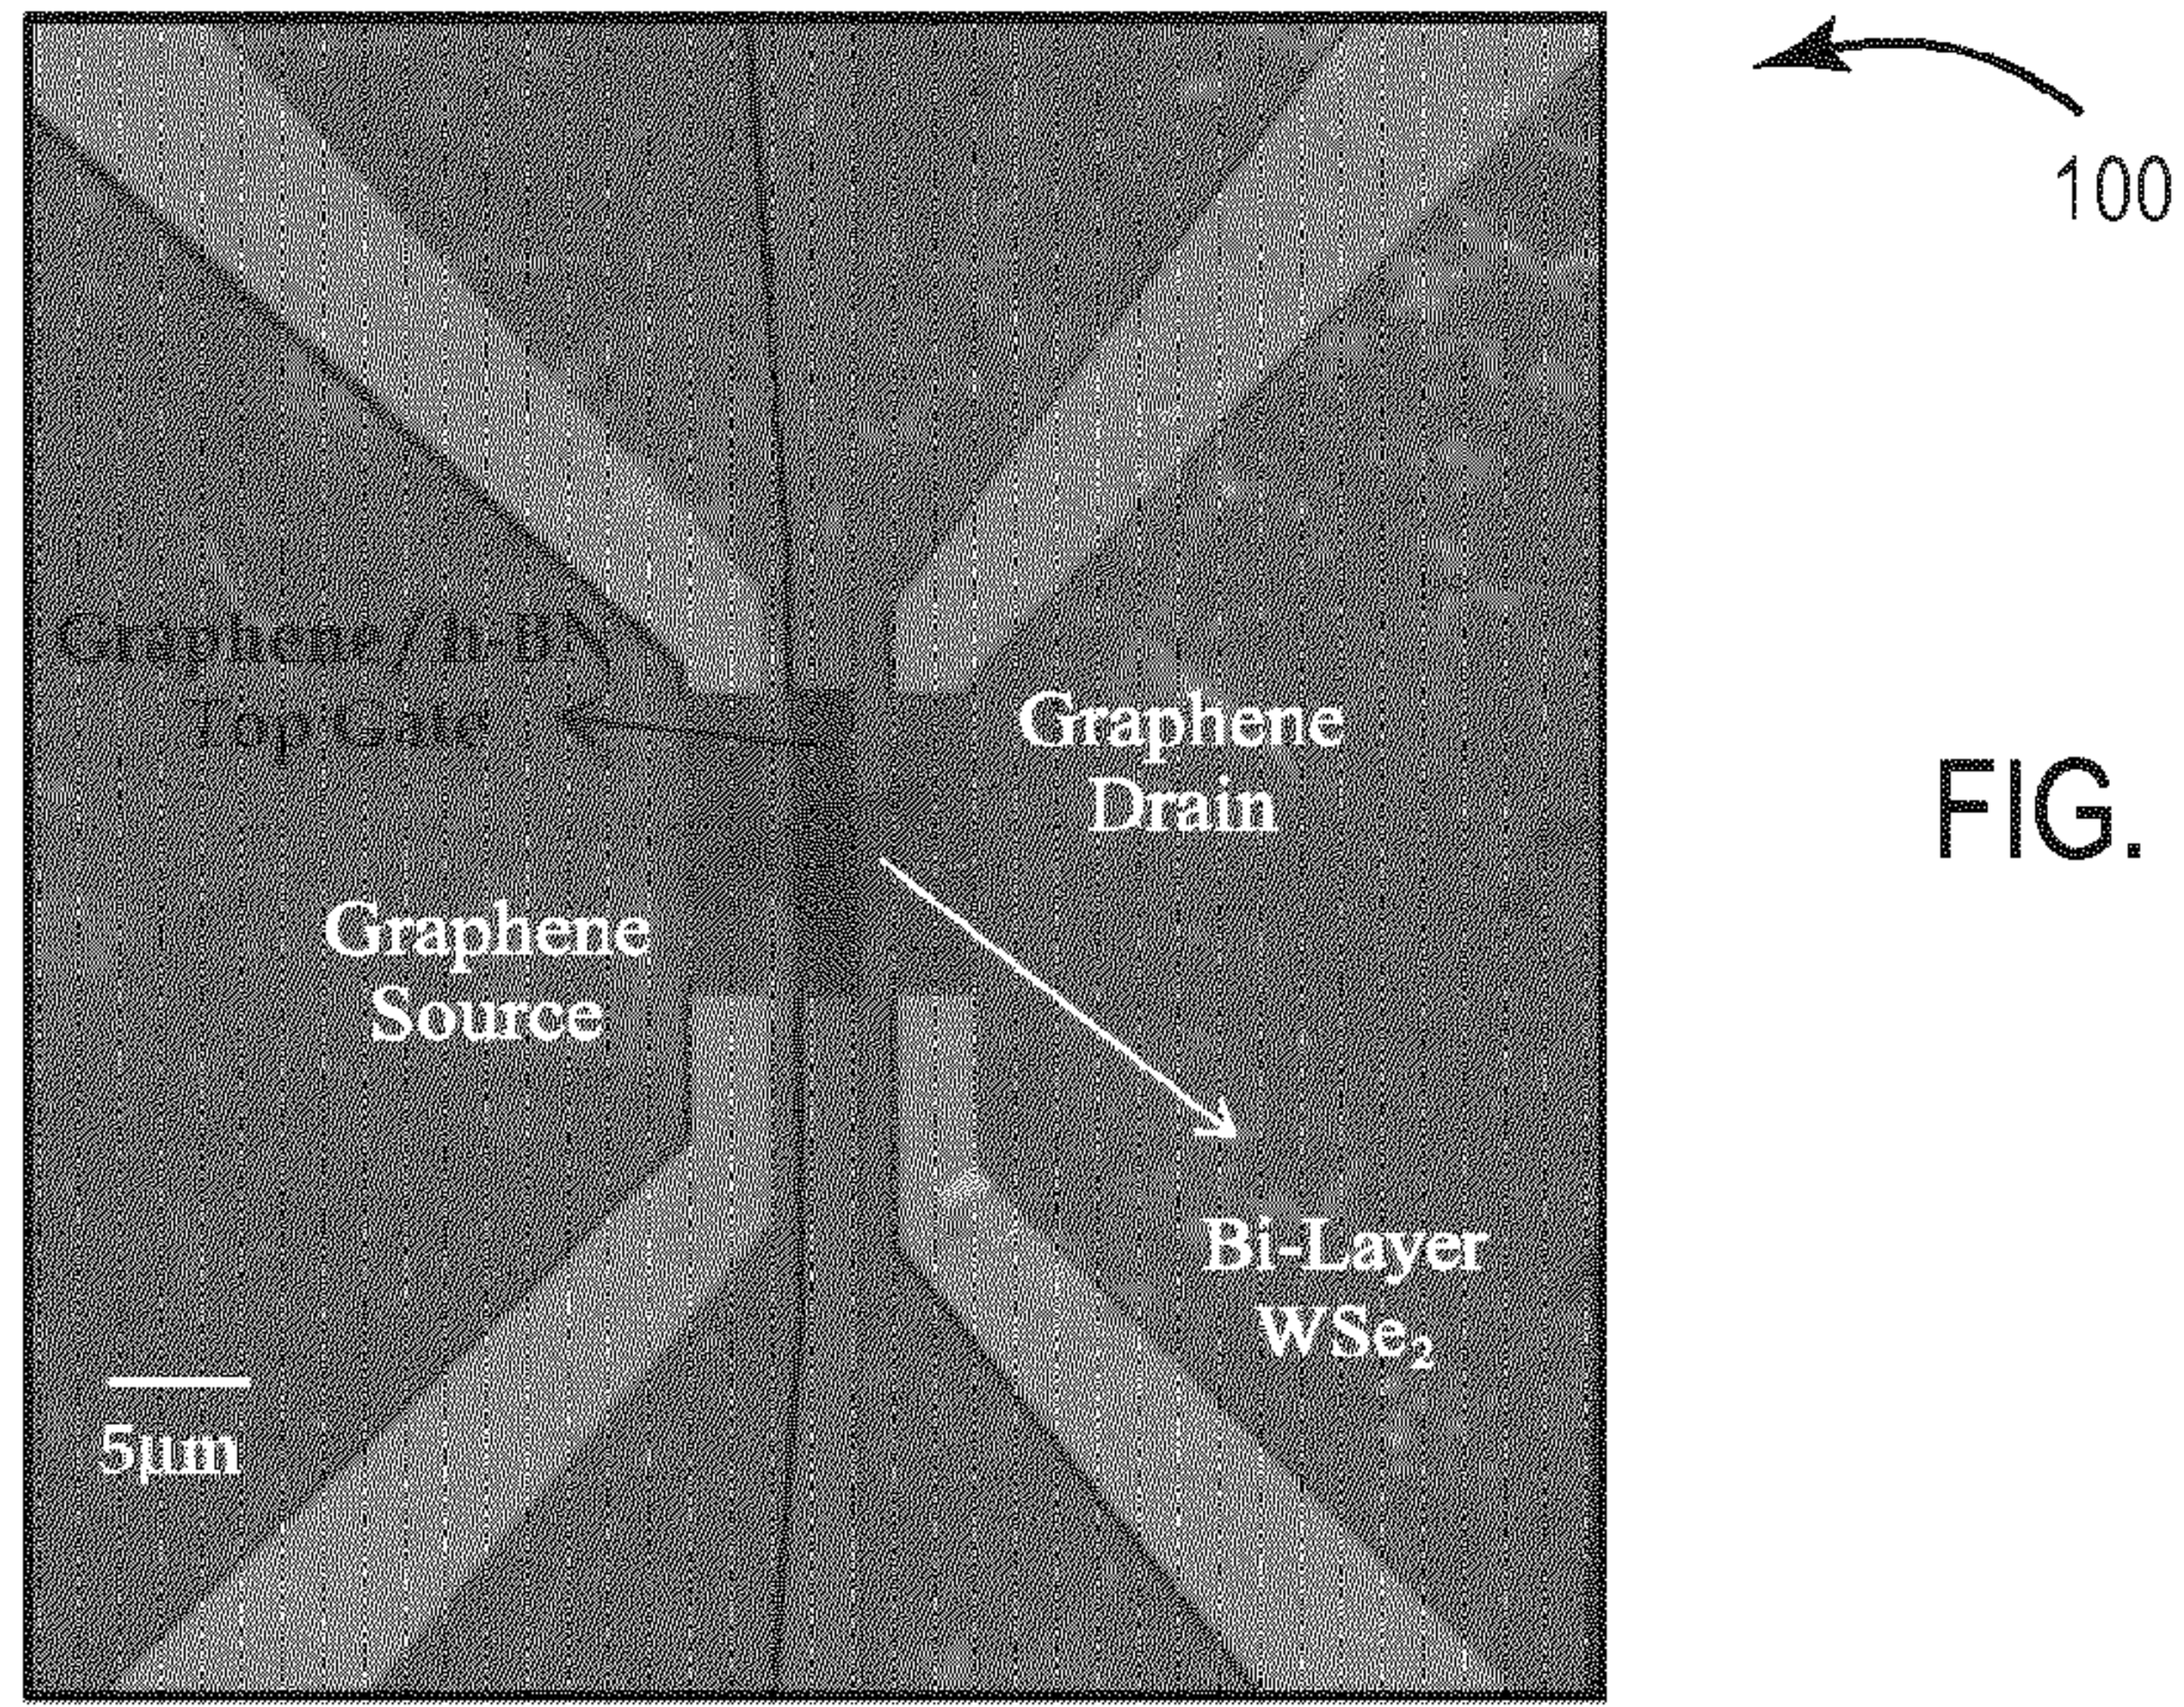 100
Graphene / h-BN
Top Gate
Graphene
Drain
Graphene
Source
Bi-Layer
WSe₂
5μm
FIG.